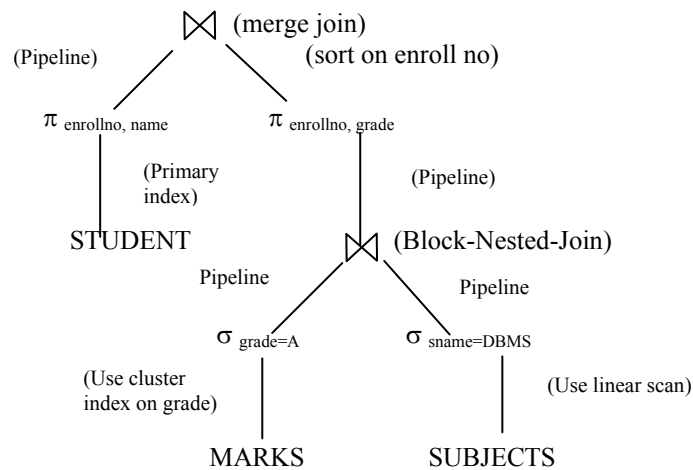 ⋈ (merge join)
(Pipeline)
(sort on enroll no)
π enrollno, name
π enrollno, grade
(Primary
index)
(Pipeline)
STUDENT
⋈ (Block-Nested-Join)
Pipeline
Pipeline
σ grade=A
σ sname=DBMS
(Use cluster
index on grade)
(Use linear scan)
MARKS
SUBJECTS